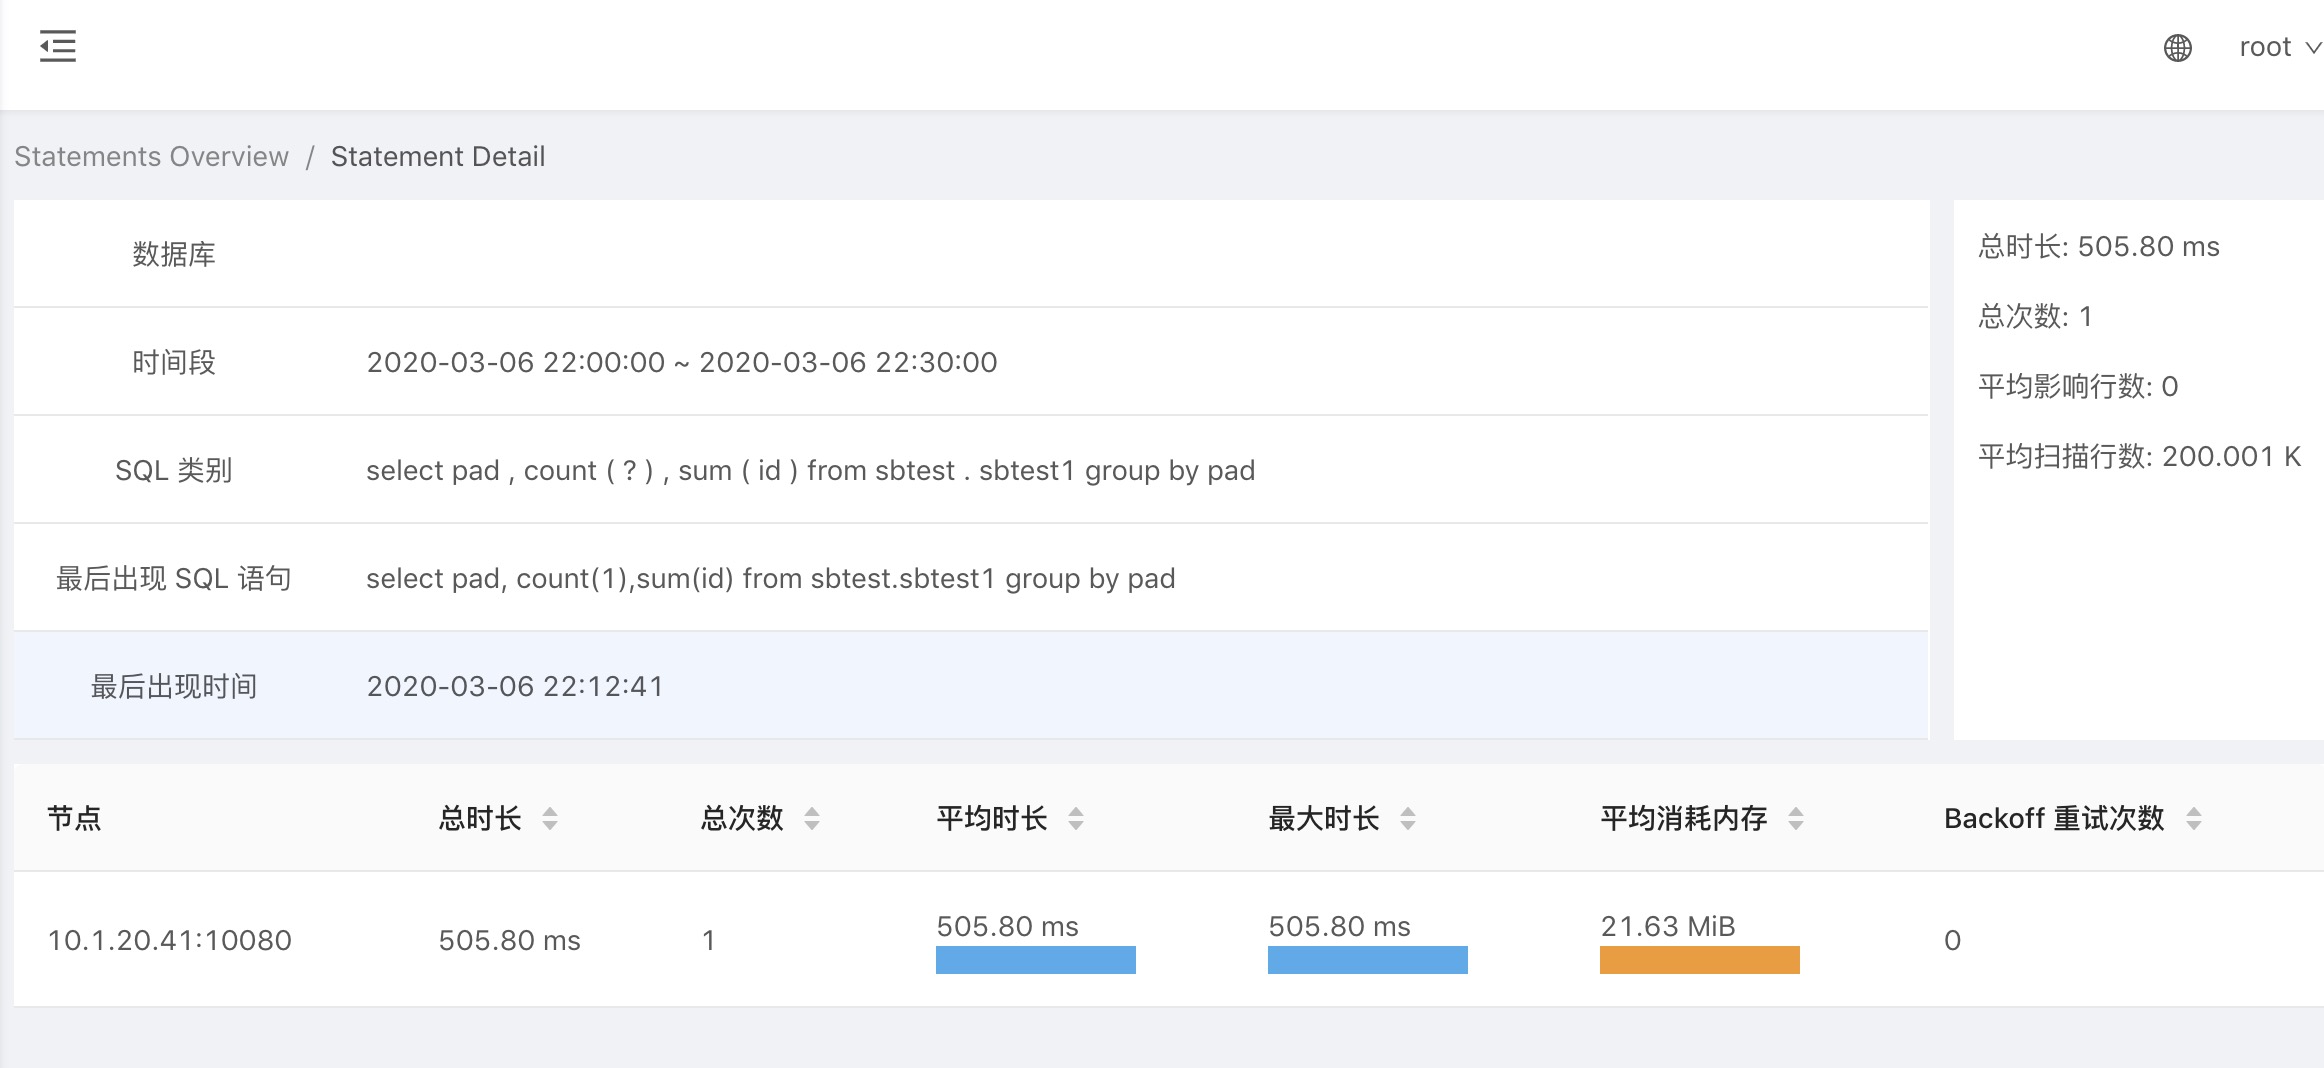 root
Statements Overview / Statement Detail
数据库
时间段 2020-03-06 22:00:00 ~ 2020-03-06 22:30:00
SQL 类别 select pad , count ( ? ) , sum ( id ) from sbtest . sbtest1 group by pad
最后出现 SQL 语句 select pad, count(1),sum(id) from sbtest.sbtest1 group by pad
最后出现时间 2020-03-06 22:12:41
总时长: 505.80 ms
总次数: 1
平均影响行数: 0
平均扫描行数: 200.001 K
节点 总时长 总次数 平均时长 最大时长 平均消耗内存 Backoff 重试次数
10.1.20.41:10080 505.80 ms 1 505.80 ms 505.80 ms 21.63 MiB 0